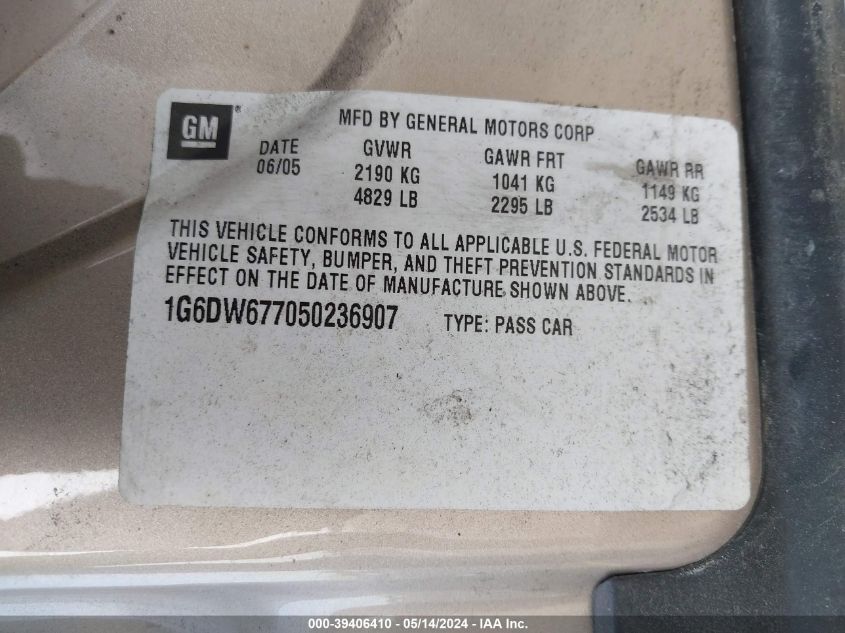 GM ®
MFD BY GENERAL MOTORS CORP
DATE GVWR GAWR FRT GAWR RR
06/05 2190 KG 1041 KG 1149 KG
4829 LB 2295 LB 2534 LB
THIS VEHICLE CONFORMS TO ALL APPLICABLE U.S. FEDERAL MOTOR
VEHICLE SAFETY, BUMPER, AND THEFT PREVENTION STANDARDS IN
EFFECT ON THE DATE OF MANUFACTURE SHOWN ABOVE.
1G6DW677050236907 TYPE: PASS CAR
000-39406410 - 05/14/2024 - IAA Inc.